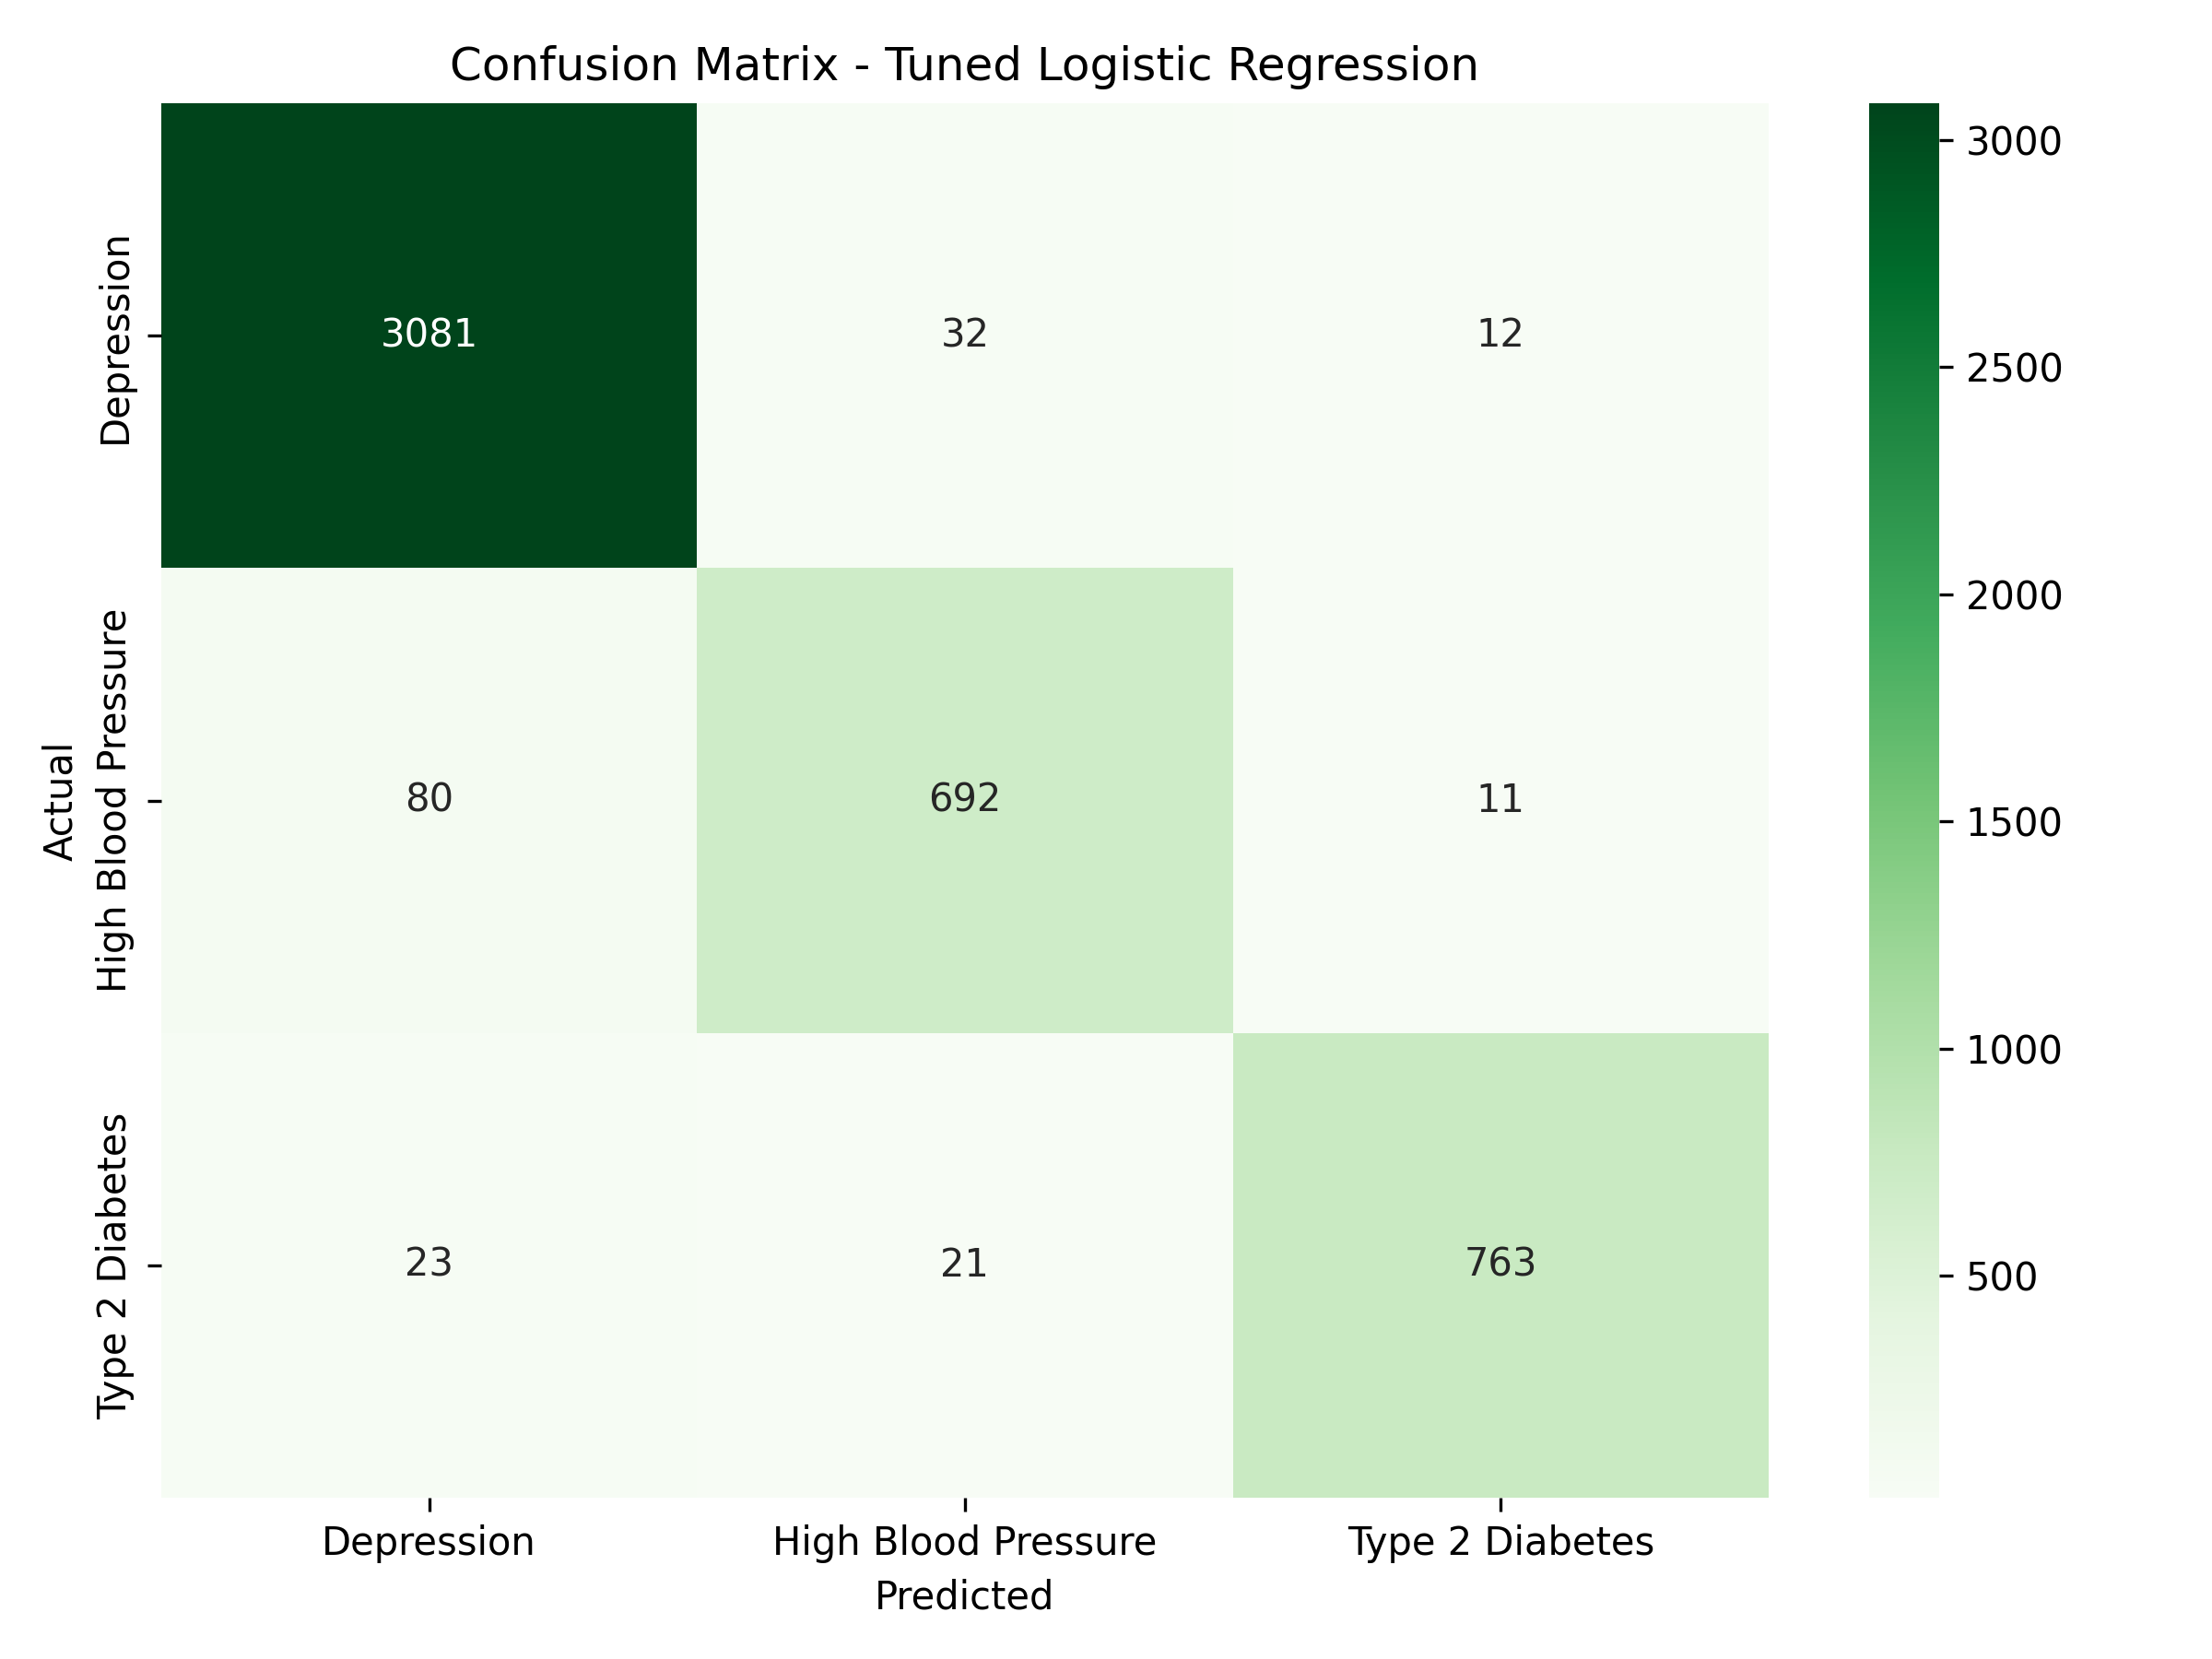 Confusion Matrix - Tuned Logistic Regression
Actual
Depression
3081 32 12
High Blood Pressure
80 692 11
Type 2 Diabetes
23 21 763
Depression High Blood Pressure Type 2 Diabetes
Predicted
3000
2500
2000
1500
1000
500